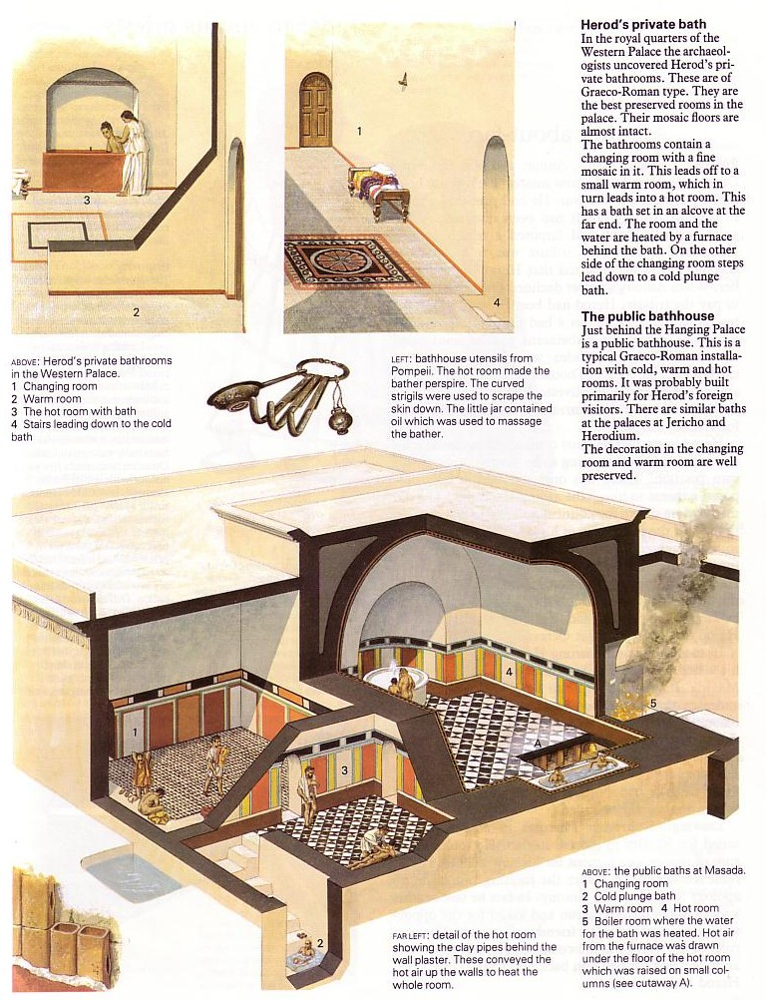 Herod's private bath
In the royal quarters of the
Western Palace the archaeol-
ogists uncovered Herod's pri-
vate bathrooms. These are of
Graeco-Roman type. They are
the best preserved rooms in the
palace. Their mosaic floors are
almost intact.
The bathrooms contain a
changing room with a fine
mosaic in it. This leads off to a
small warm room, which in
turn leads into a hot room. This
has a bath set in an alcove at the
far end. The room and the
water are heated by a furnace
behind the bath. On the other
side of the changing room steps
lead down to a cold plunge
bath.
The public bathhouse
Just behind the Hanging Palace
is a public bathhouse. This is a
typical Graeco-Roman installa-
tion with cold, warm and hot
rooms. It was probably built
primarily for Herod's foreign
visitors. There are similar baths
at the palaces at Jericho and
Herodium.
The decoration in the changing
room and warm room are well
preserved.
3
2
1
4
ABOVE: Herod's private bathrooms
in the Western Palace.
1 Changing room
2 Warm room
3 The hot room with bath
4 Stairs leading down to the cold
bath
LEFT: bathhouse utensils from
Pompeii. The hot room made the
bather perspire. The curved
strigils were used to scrape the
skin down. The little jar contained
oil which was used to massage
the bather.
1
3
4
A
5
2
FAR LEFT: detail of the hot room
showing the clay pipes behind the
wall plaster. These conveyed the
hot air up the walls to heat the
whole room.
ABOVE: the public baths at Masada.
1 Changing room
2 Cold plunge bath
3 Warm room 4 Hot room
5 Boiler room where the water
for the bath was heated. Hot air
from the furnace was drawn
under the floor of the hot room
which was raised on small col-
umns (see cutaway A).